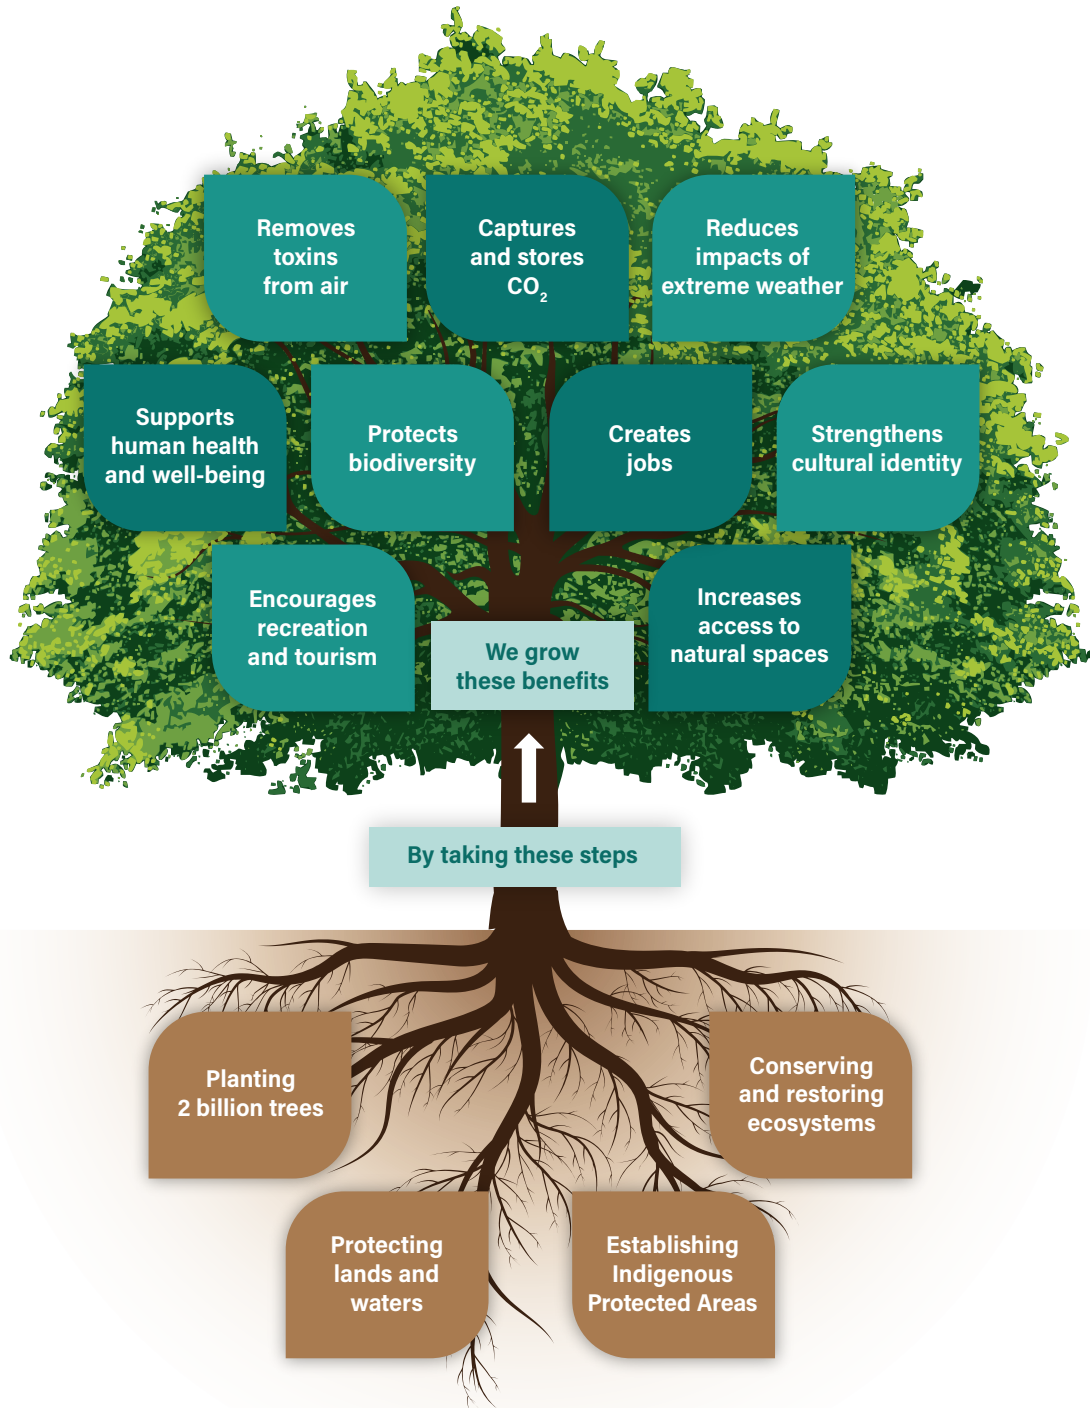 Removes
toxins
from air
Captures
and stores
CO₂
Reduces
impacts of
extreme weather
Supports
human health
and well-being
Protects
biodiversity
Creates
jobs
Strengthens
cultural identity
Encourages
recreation
and tourism
We grow
these benefits
Increases
access to
natural spaces
By taking these steps
Planting
2 billion trees
Conserving
and restoring
ecosystems
Protecting
lands and
waters
Establishing
Indigenous
Protected Areas